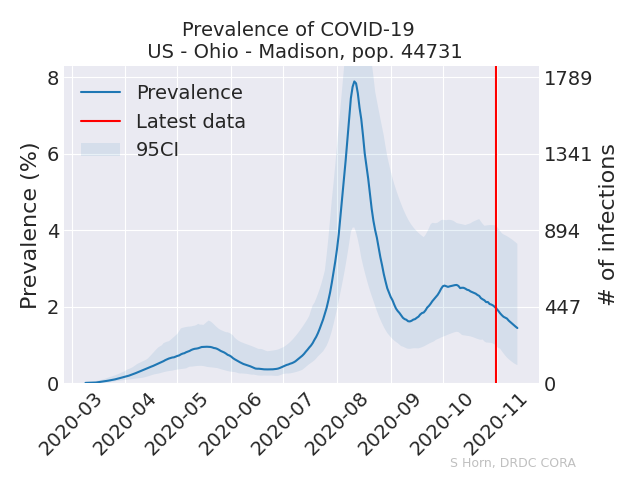 Prevalence of COVID-19
US - Ohio - Madison, pop. 44731
Prevalence
Latest data
95CI
Prevalence (%)
8
6
4
2
0
1789
1341
894
447
0
# of infections
2020-03
2020-04
2020-05
2020-06
2020-07
2020-08
2020-09
2020-10
2020-11
S Horn, DRDC CORA